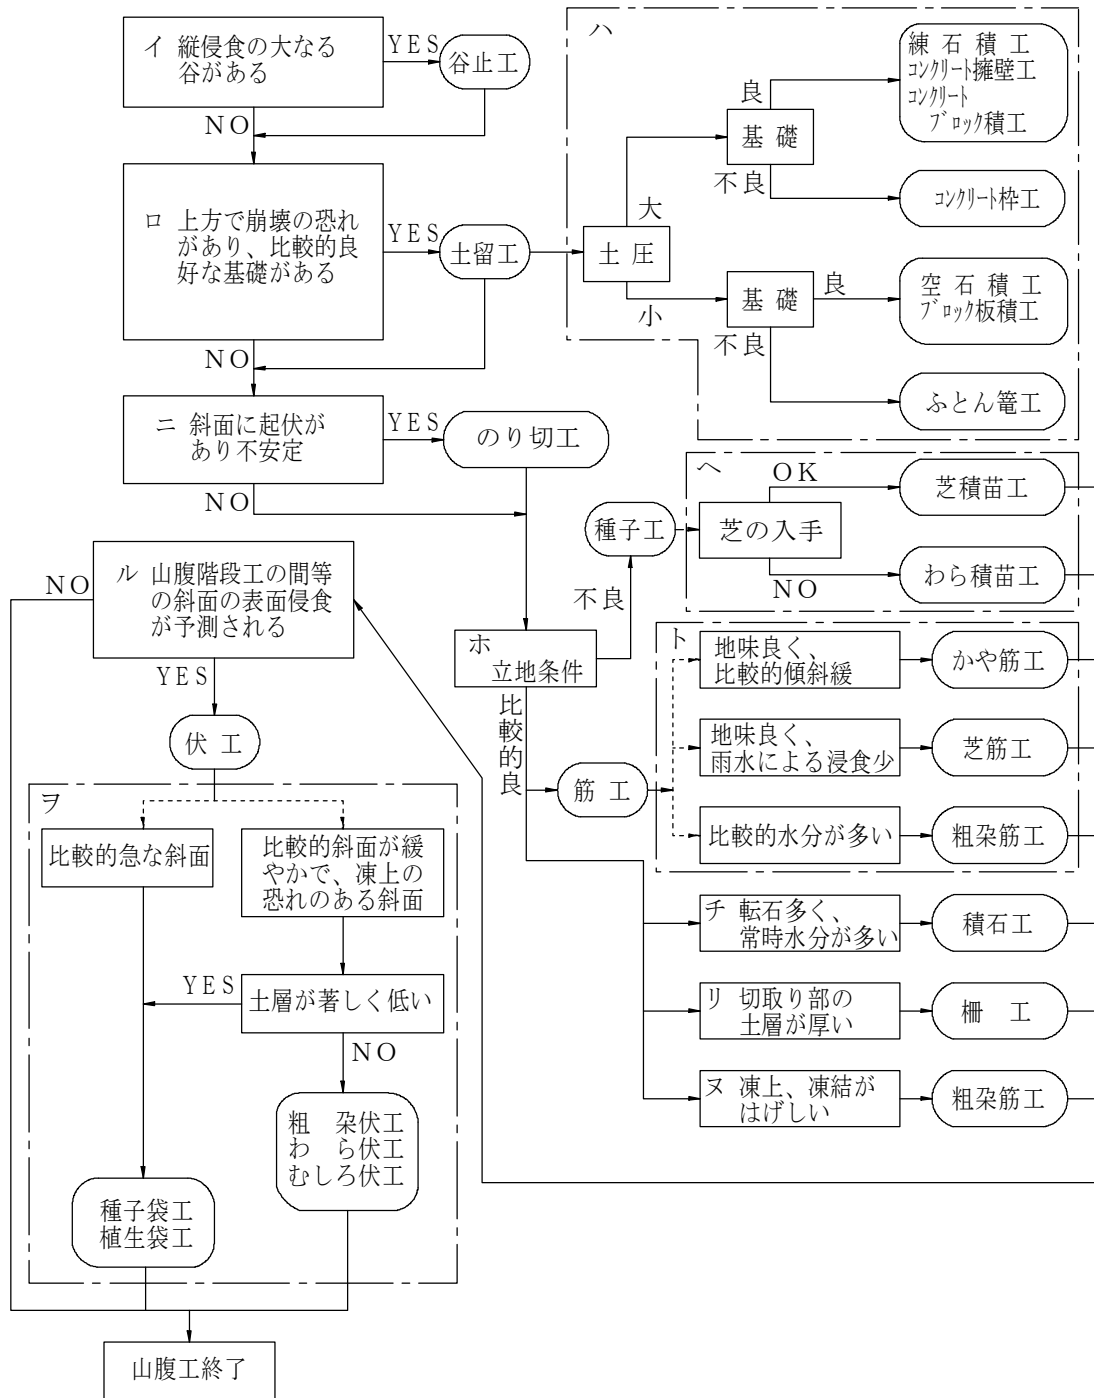 イ 縦侵食の大なる
谷がある
YES
谷止工
NO
ロ 上方で崩壊の恐れ
があり、比較的良
好な基礎がある
YES
土留工
NO
ハ
土 圧
大
小
基 礎
良
不良
練 石 積 工
コンクリート擁壁工
コンクリート
ブロック積工
コンクリート枠工
基 礎
良
不良
空 石 積 工
ブロック板積工
ふとん篭工
ニ 斜面に起伏が
あり不安定
YES
のり切工
NO
ホ
立地条件
不良
種子工
比較的良
ヘ
芝の入手
OK
芝積苗工
NO
わら積苗工
筋 工
ト
地味良く、
比較的傾斜緩
かや筋工
地味良く、
雨水による浸食少
芝筋工
比較的水分が多い
粗朶筋工
チ 転石多く、
常時水分が多い
積石工
リ 切取り部の
土層が厚い
柵 工
ヌ 凍上、凍結が
はげしい
粗朶筋工
ル 山腹階段工の間等
の斜面の表面侵食
が予測される
NO
YES
伏 工
ヲ
比較的急な斜面
比較的斜面が緩
やかで、凍上の
恐れのある斜面
土層が著しく低い
YES
NO
粗 朶伏工
わ ら伏工
むしろ伏工
種子袋工
植生袋工
山腹工終了